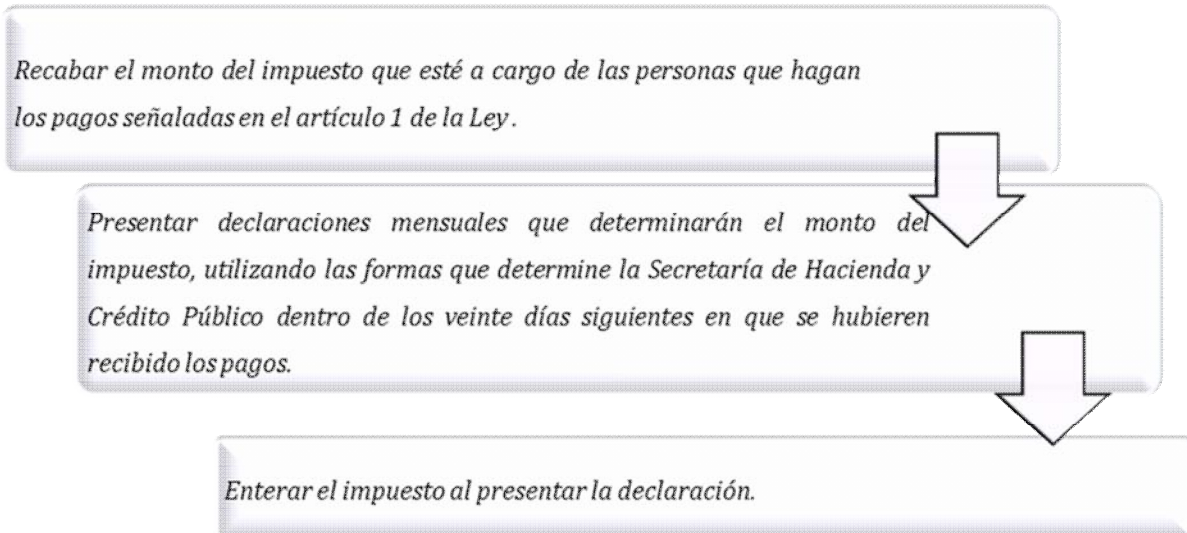 Recabar el monto del impuesto que esté a cargo de las personas que hagan
los pagos señaladas en el artículo 1 de la Ley.
Presentar declaraciones mensuales que determinarán el monto del
impuesto, utilizando las formas que determine la Secretaría de Hacienda y
Crédito Público dentro de los veinte días siguientes en que se hubieren
recibido los pagos.
Enterar el impuesto al presentar la declaración.